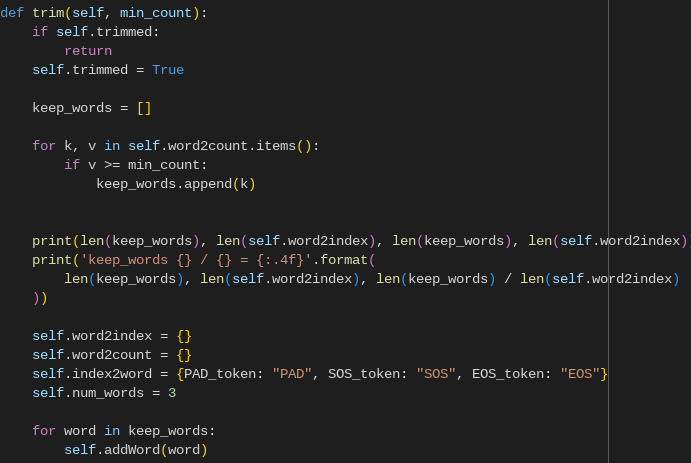 def trim(self, min_count):
    if self.trimmed:
        return
    self.trimmed = True

    keep_words = []

    for k, v in self.word2count.items():
        if v >= min_count:
            keep_words.append(k)


    print(len(keep_words), len(self.word2index), len(keep_words), len(self.word2index))
    print('keep_words {} / {} = {:.4f}'.format(
        len(keep_words), len(self.word2index), len(keep_words) / len(self.word2index)
    ))

    self.word2index = {}
    self.word2count = {}
    self.index2word = {PAD_token: "PAD", SOS_token: "SOS", EOS_token: "EOS"}
    self.num_words = 3

    for word in keep_words:
        self.addWord(word)